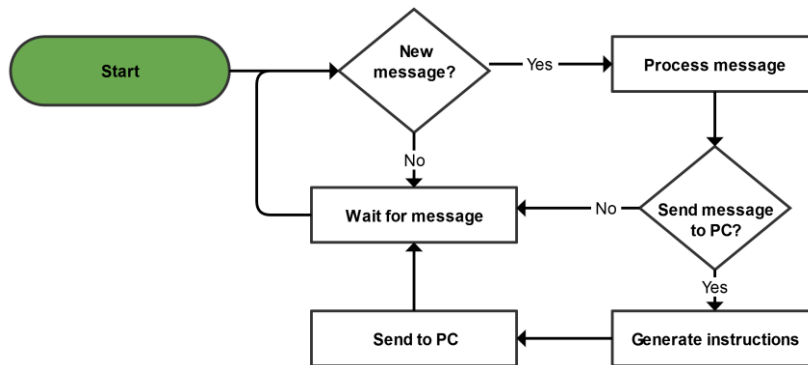 Start
New
message?
Yes
Process message
No
Wait for message
No
Send message
to PC?
Yes
Send to PC
Generate instructions